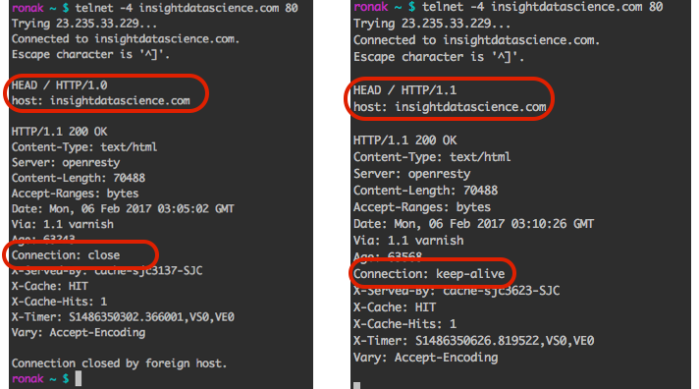 ronak ~ $ telnet -4 insightdatascience.com 80
Trying 23.235.33.229...
Connected to insightdatascience.com.
Escape character is '^]'.
HEAD / HTTP/1.0
host: insightdatascience.com
HTTP/1.1 200 OK
Content-Type: text/html
Server: openresty
Content-Length: 70488
Accept-Ranges: bytes
Date: Mon, 06 Feb 2017 03:05:02 GMT
Via: 1.1 varnish
Age: 63243
Connection: close
X-Served-By: cache-sjc3137-SJC
X-Cache: HIT
X-Cache-Hits: 1
X-Timer: S1486350302.366001,VS0,VE0
Vary: Accept-Encoding
Connection closed by foreign host.
ronak ~ $
ronak ~ $ telnet -4 insightdatascience.com 80
Trying 23.235.33.229...
Connected to insightdatascience.com.
Escape character is '^]'.
HEAD / HTTP/1.1
host: insightdatascience.com
HTTP/1.1 200 OK
Content-Type: text/html
Server: openresty
Content-Length: 70488
Accept-Ranges: bytes
Date: Mon, 06 Feb 2017 03:10:26 GMT
Via: 1.1 varnish
Age: 63568
Connection: keep-alive
X-Served-By: cache-sjc3623-SJC
X-Cache: HIT
X-Cache-Hits: 1
X-Timer: S1486350626.819522,VS0,VE0
Vary: Accept-Encoding